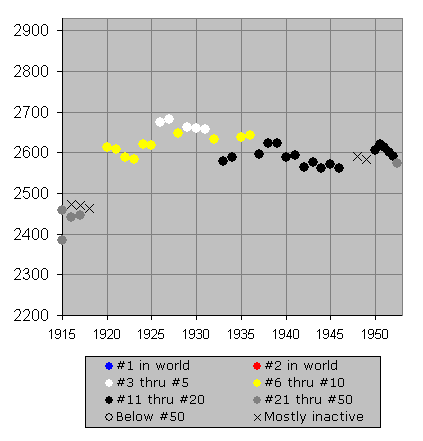 2900
2800
2700
2600
2500
2400
2300
2200
1915 1920 1925 1930 1935 1940 1945 1950
#1 in world #2 in world
#3 thru #5 #6 thru #10
#11 thru #20 #21 thru #50
Below #50 Mostly inactive